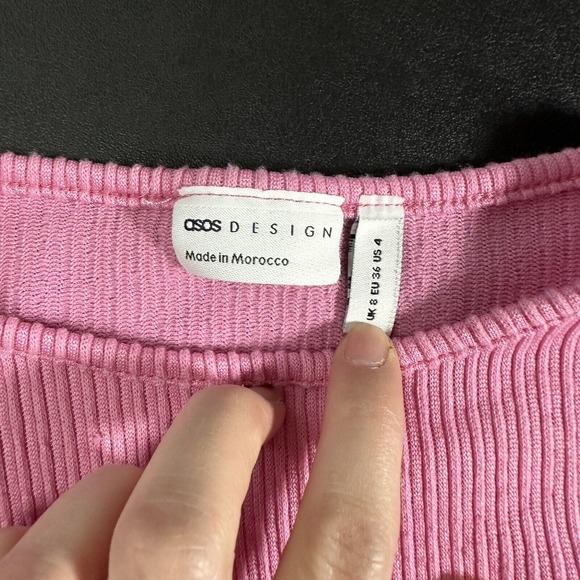 asos DESIGN
Made in Morocco
UK 8 EU 36 US 4